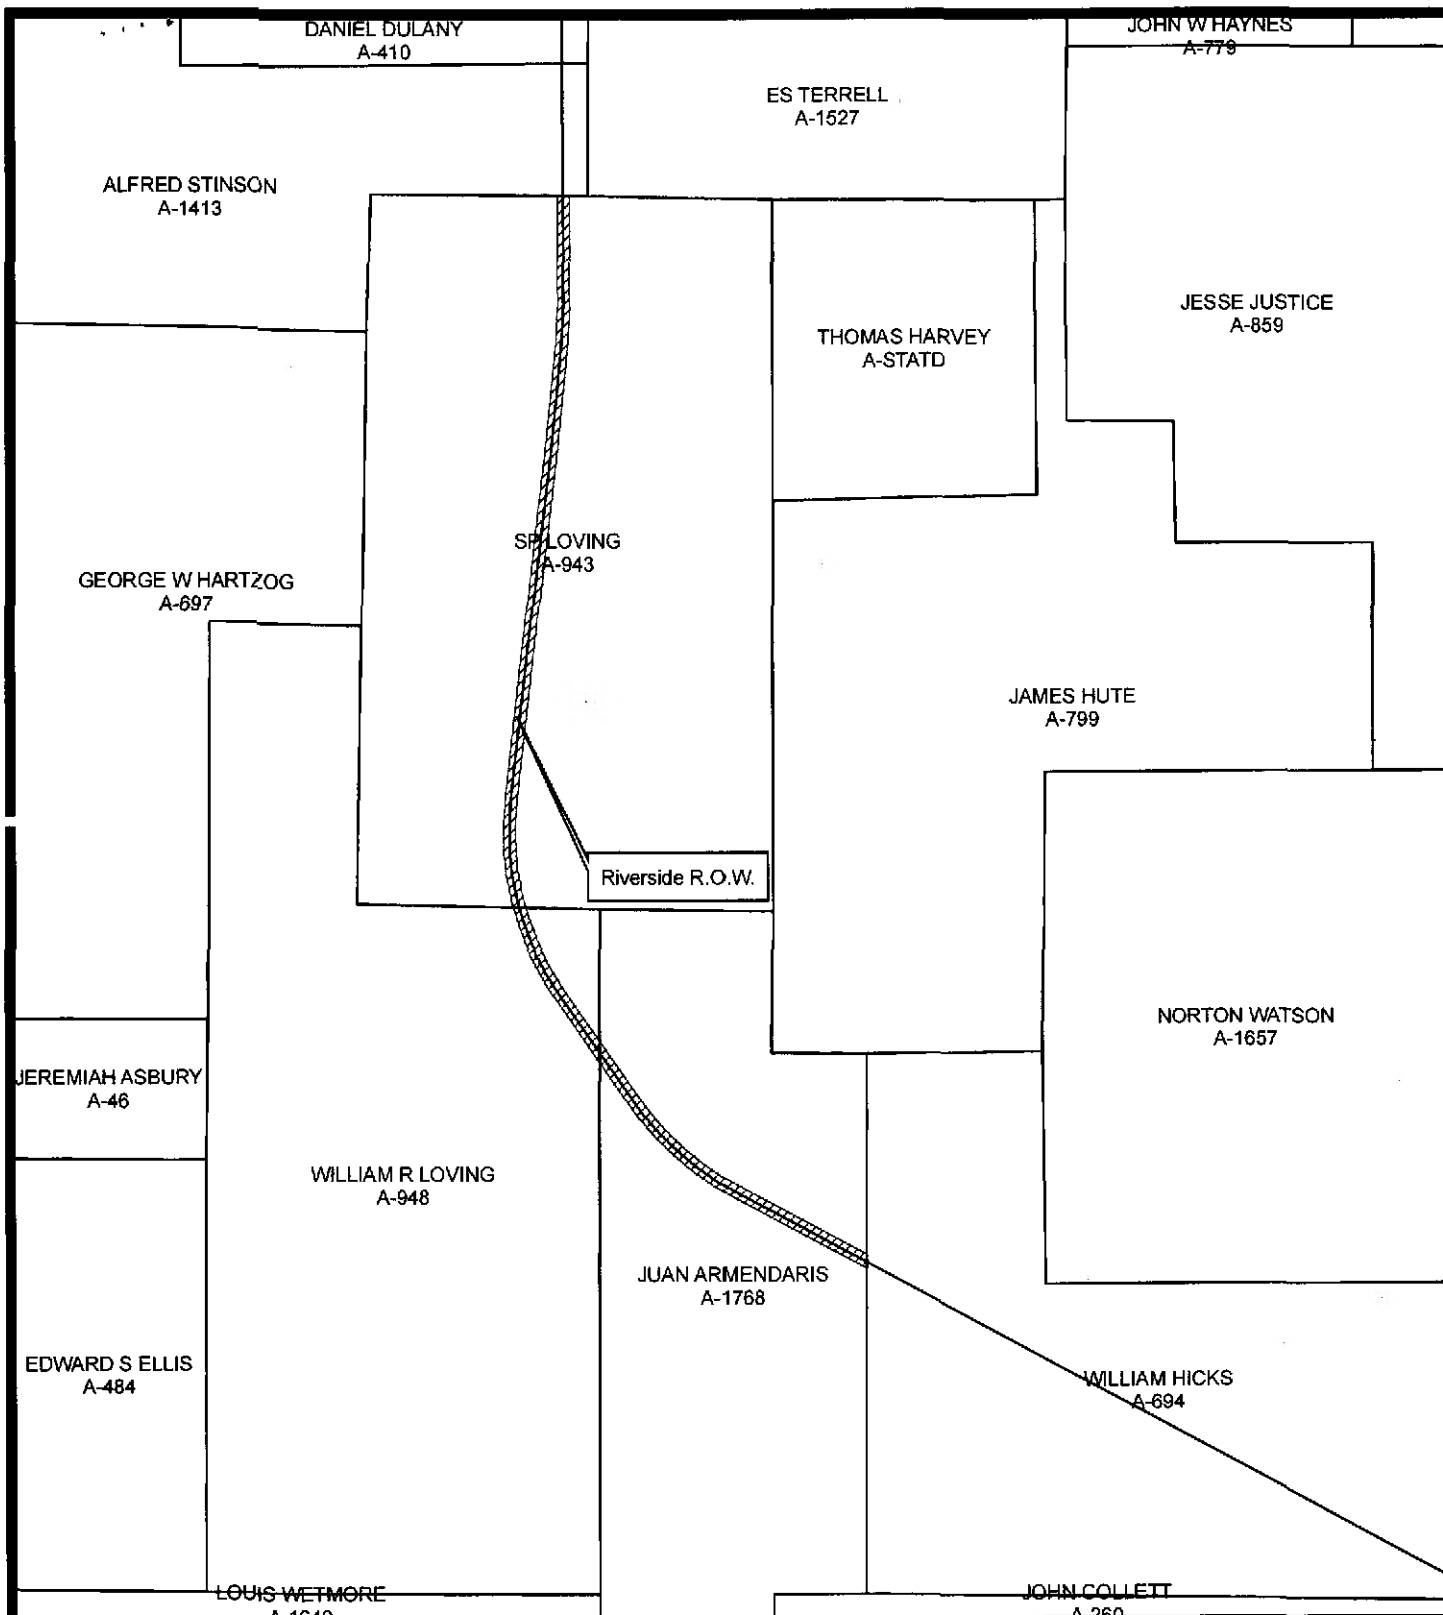 DANIEL DULANY
A-410
JOHN W HAYNES
A-779
ES TERRELL
A-1527
ALFRED STINSON
A-1413
JESSE JUSTICE
A-859
THOMAS HARVEY
A-STATD
SP LOVING
A-943
GEORGE W HARTZOG
A-697
JAMES HUTE
A-799
Riverside R.O.W.
NORTON WATSON
A-1657
JEREMIAH ASBURY
A-46
WILLIAM R LOVING
A-948
JUAN ARMENDARIS
A-1768
EDWARD S ELLIS
A-484
WILLIAM HICKS
A-694
LOUIS WETMORE
JOHN COLLETT
A-260